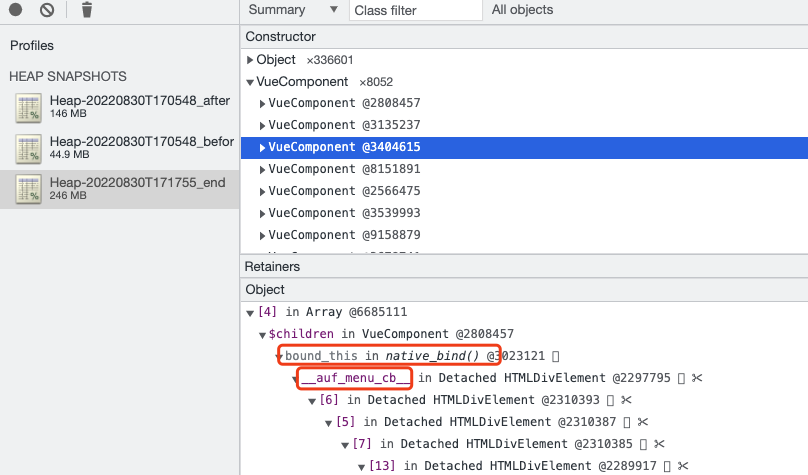 Summary ▼ Class filter All objects
Profiles
HEAP SNAPSHOTS
Heap-20220830T170548_after
146 MB
Heap-20220830T170548_befor
44.9 MB
Heap-20220830T171755_end
246 MB
Constructor
▶Object ×336601
▼VueComponent ×8052
▶VueComponent @2808457
▶VueComponent @3135237
▶VueComponent @3404615
▶VueComponent @8151891
▶VueComponent @2566475
▶VueComponent @3539993
▶VueComponent @9158879
Retainers
Object
▼[4] in Array @6685111
▼$children in VueComponent @2808457
▼bound_this in native_bind() @3023121
▼__auf_menu_cb__ in Detached HTMLDivElement @2297795
▼[6] in Detached HTMLDivElement @2310393
▼[5] in Detached HTMLDivElement @2310387
▼[7] in Detached HTMLDivElement @2310385
▼[13] in Detached HTMLDivElement @2289917